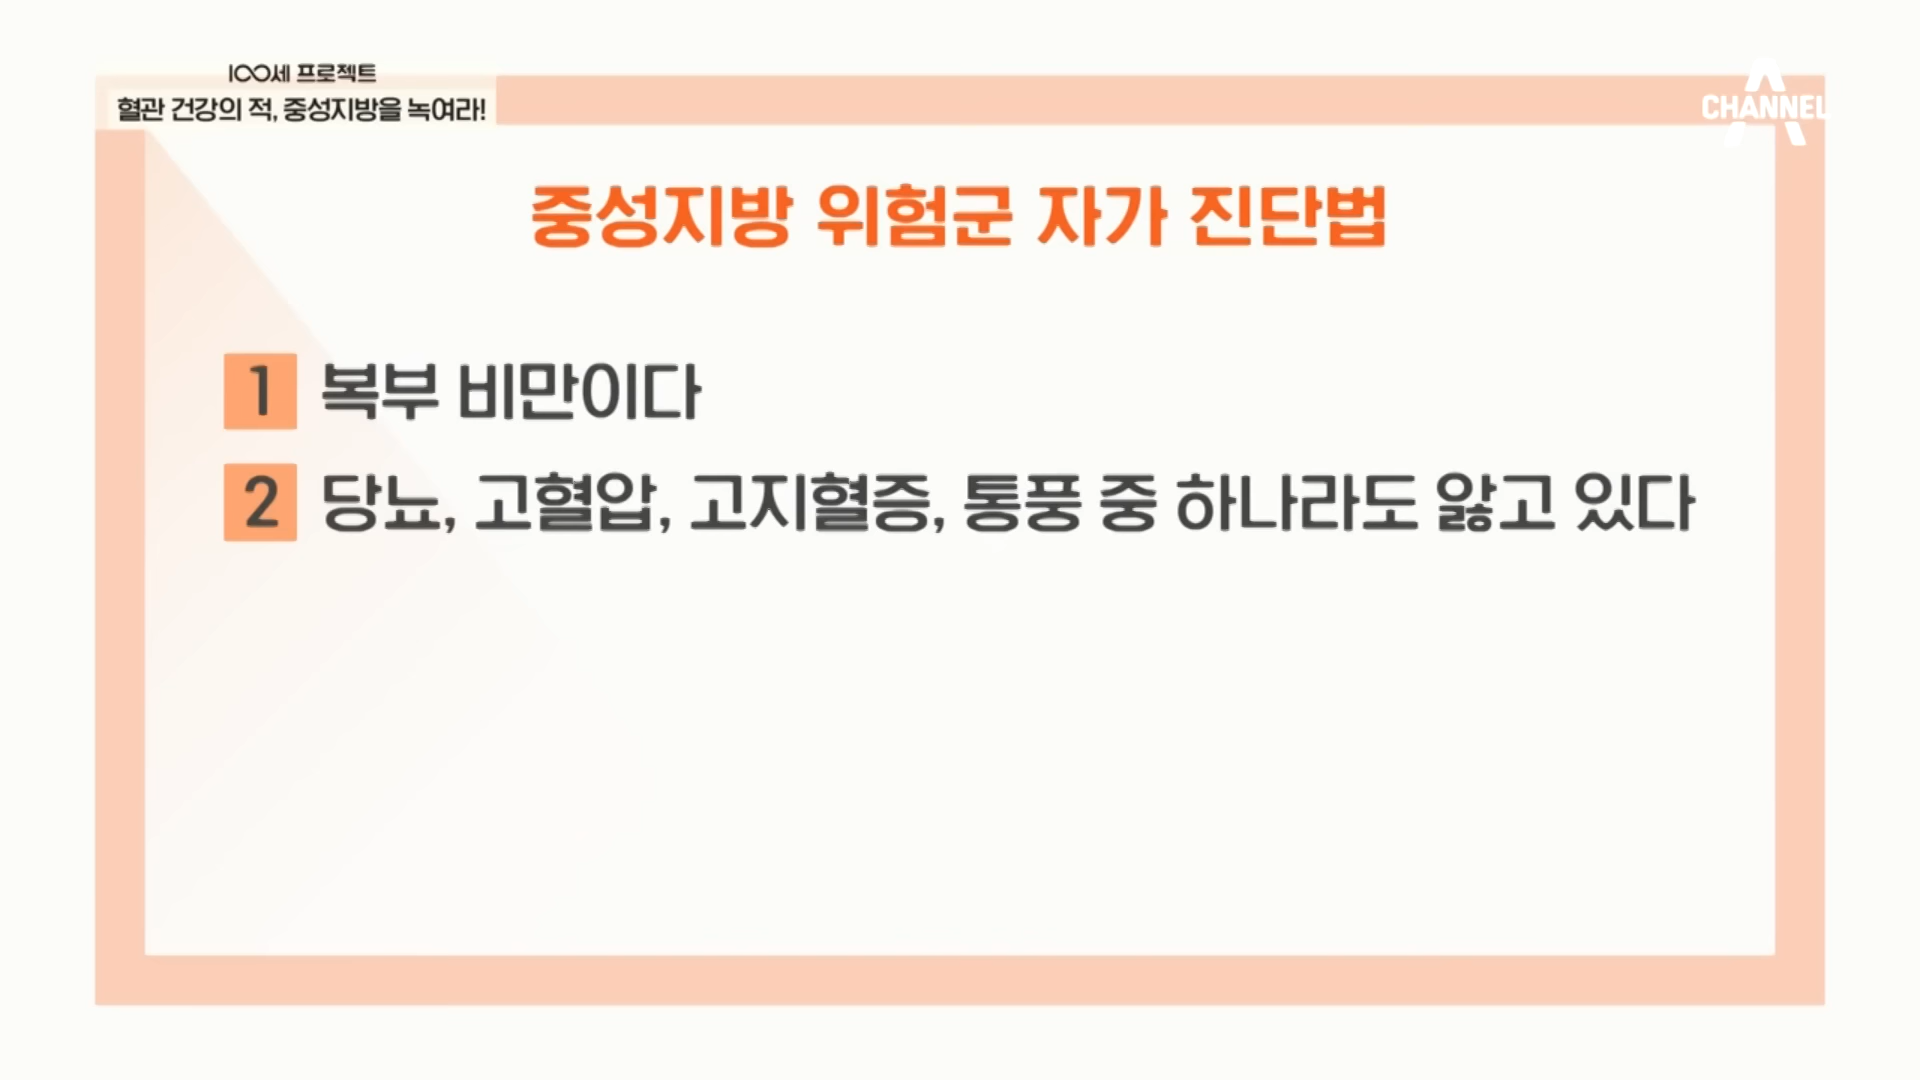 100세 프로젝트
혈관 건강의 적, 중성지방을 녹여라!
CHANNEL A
중성지방 위험군 자가 진단법
1 복부 비만이다
2 당뇨, 고혈압, 고지혈증, 통풍 중 하나라도 앓고 있다